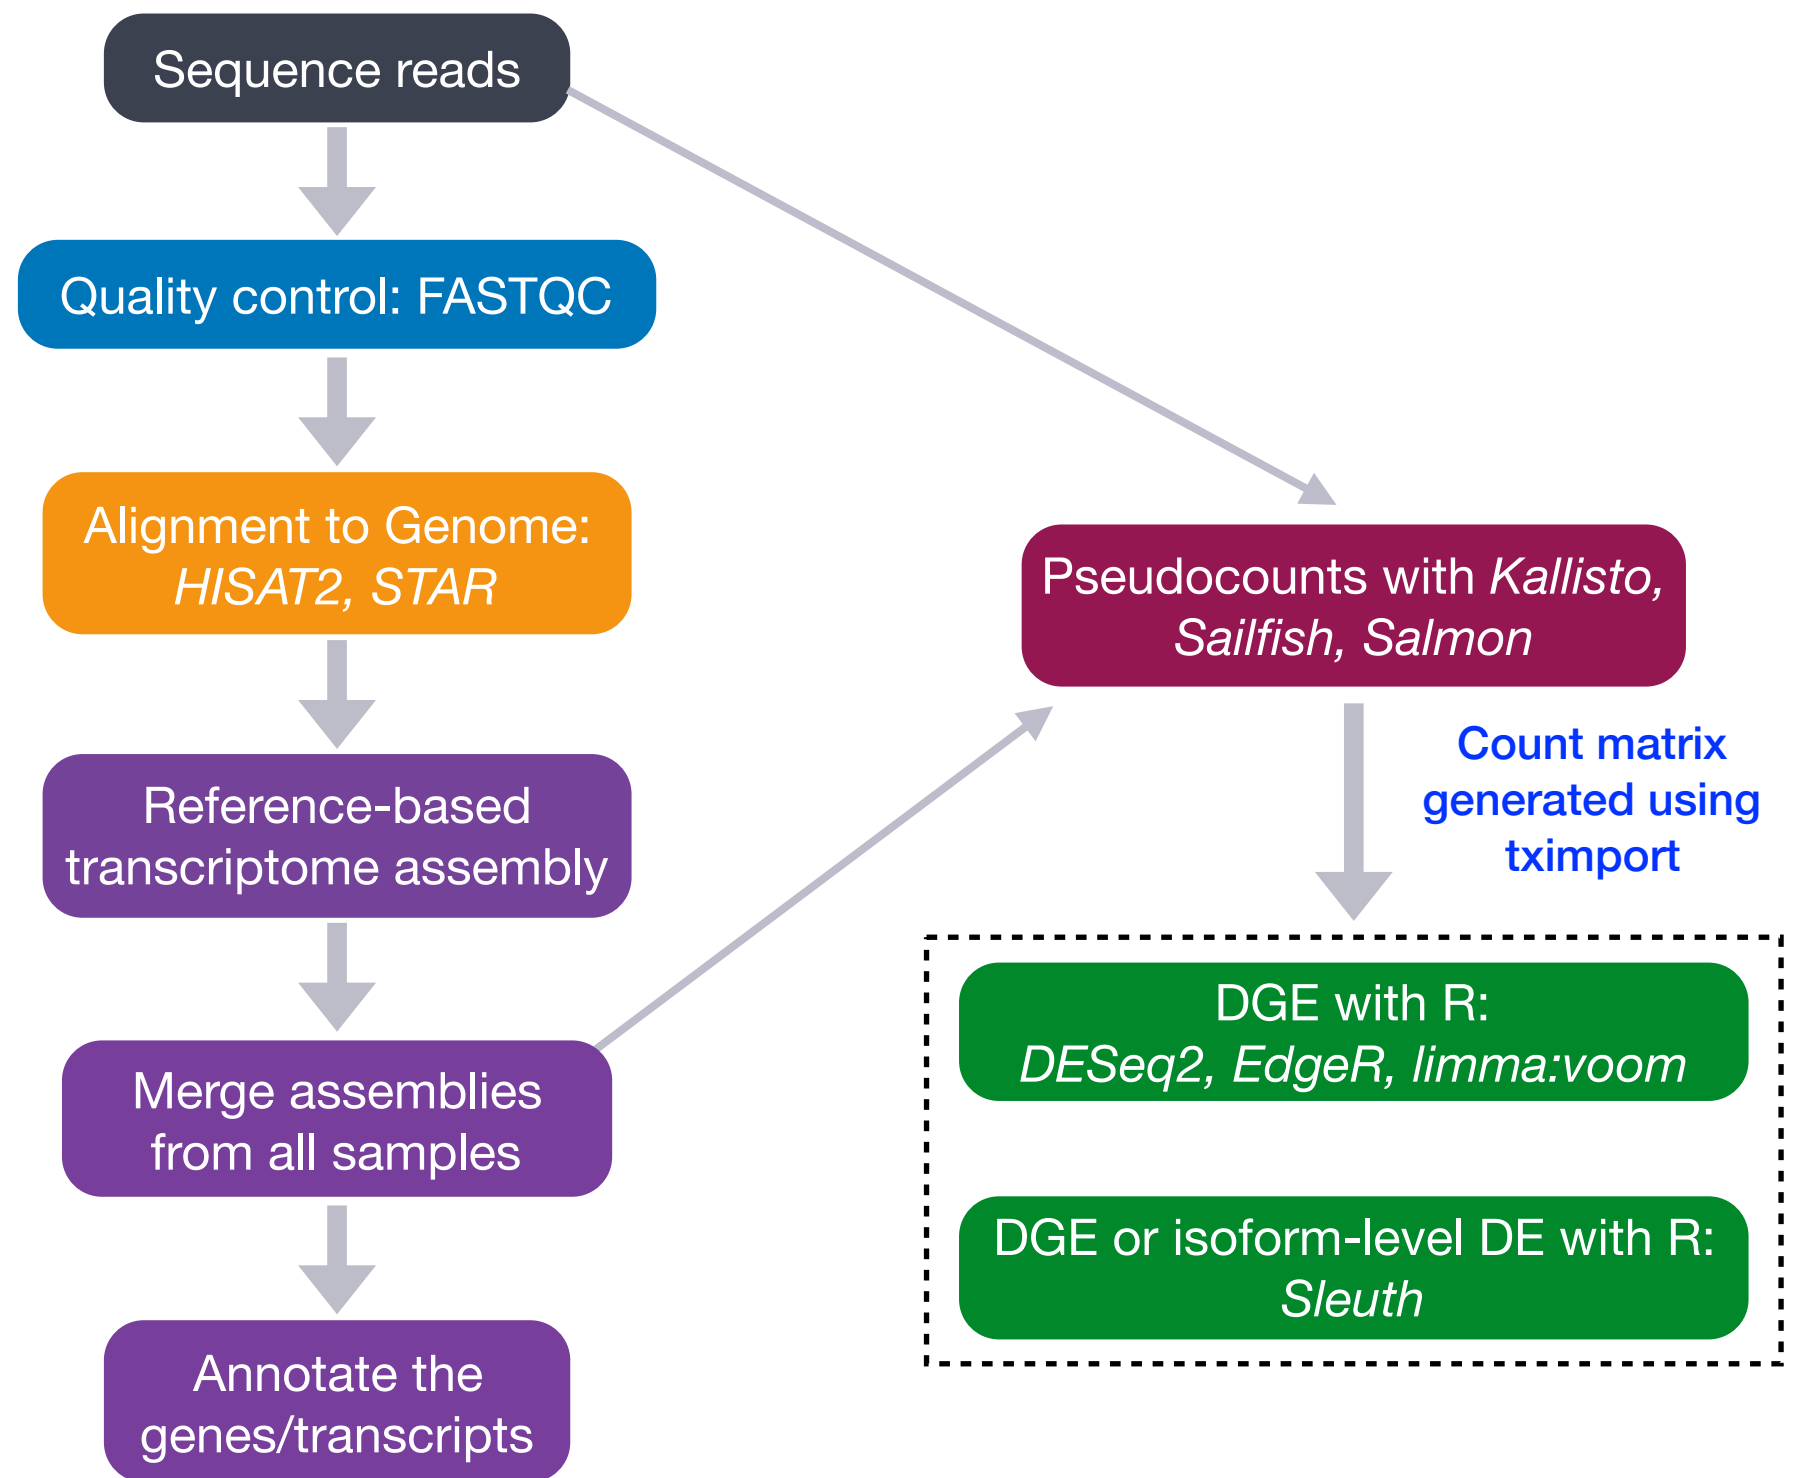 Sequence reads
Quality control: FASTQC
Alignment to Genome:
HISAT2, STAR
Reference-based
transcriptome assembly
Merge assemblies
from all samples
Annotate the
genes/transcripts
Pseudocounts with Kallisto,
Sailfish, Salmon
Count matrix
generated using
tximport
DGE with R:
DESeq2, EdgeR, limma:voom
DGE or isoform-level DE with R:
Sleuth